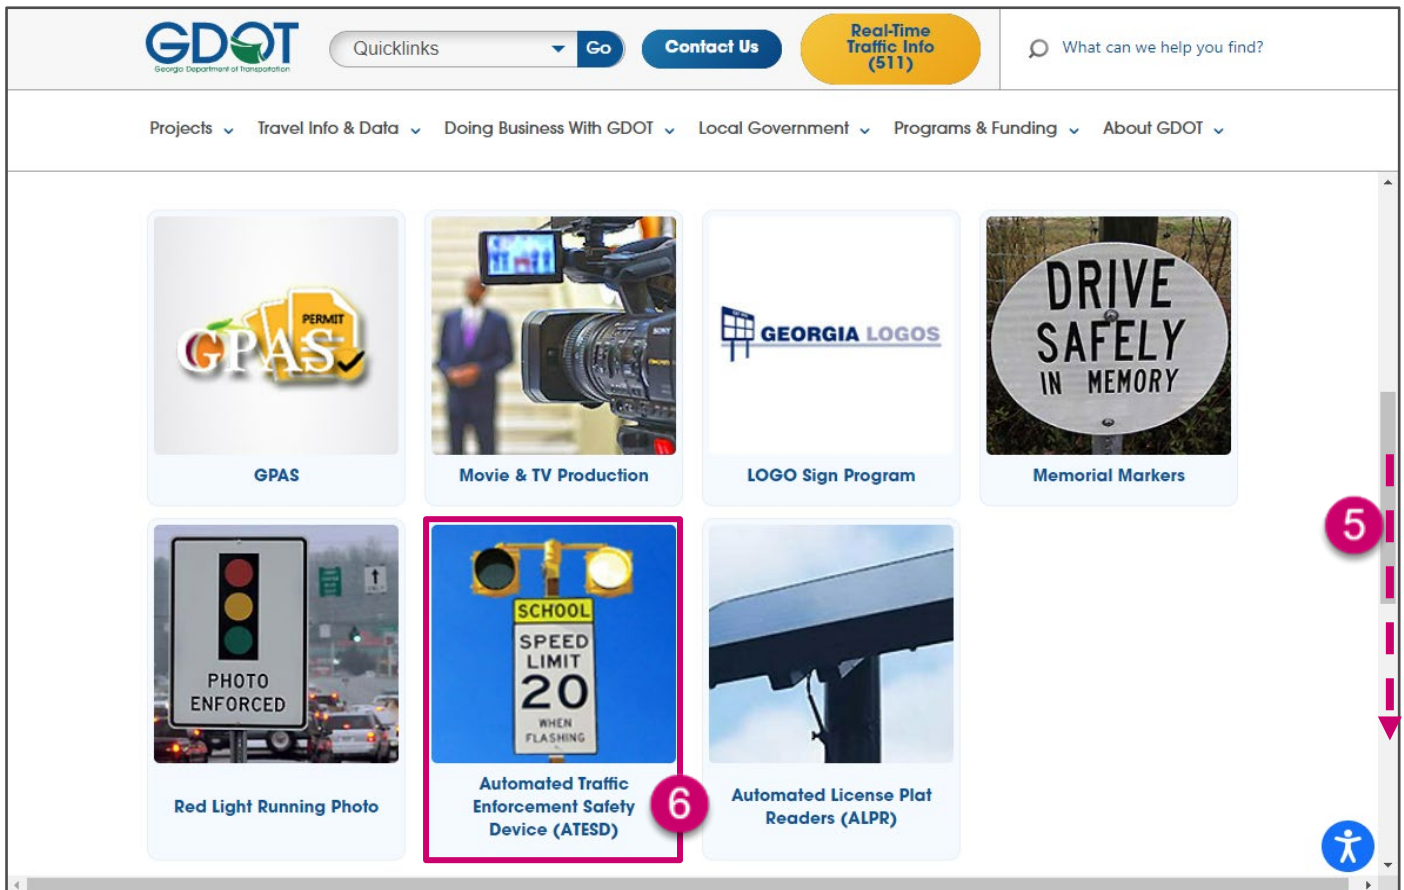 GDOT
Georgia Department of Transportation
Quicklinks
Go
Contact Us
Real-Time
Traffic Info
(511)
What can we help you find?
Projects
Travel Info & Data
Doing Business With GDOT
Local Government
Programs & Funding
About GDOT
PERMIT
GPAS
GPAS
SONY
Movie & TV Production
GEORGIA LOGOS
LOGO Sign Program
DRIVE
SAFELY
IN MEMORY
Memorial Markers
5
PHOTO
ENFORCED
Red Light Running Photo
SCHOOL
SPEED
LIMIT
20
WHEN
FLASHING
Automated Traffic
Enforcement Safety
Device (ATESD)
6
Automated License Plat
Readers (ALPR)